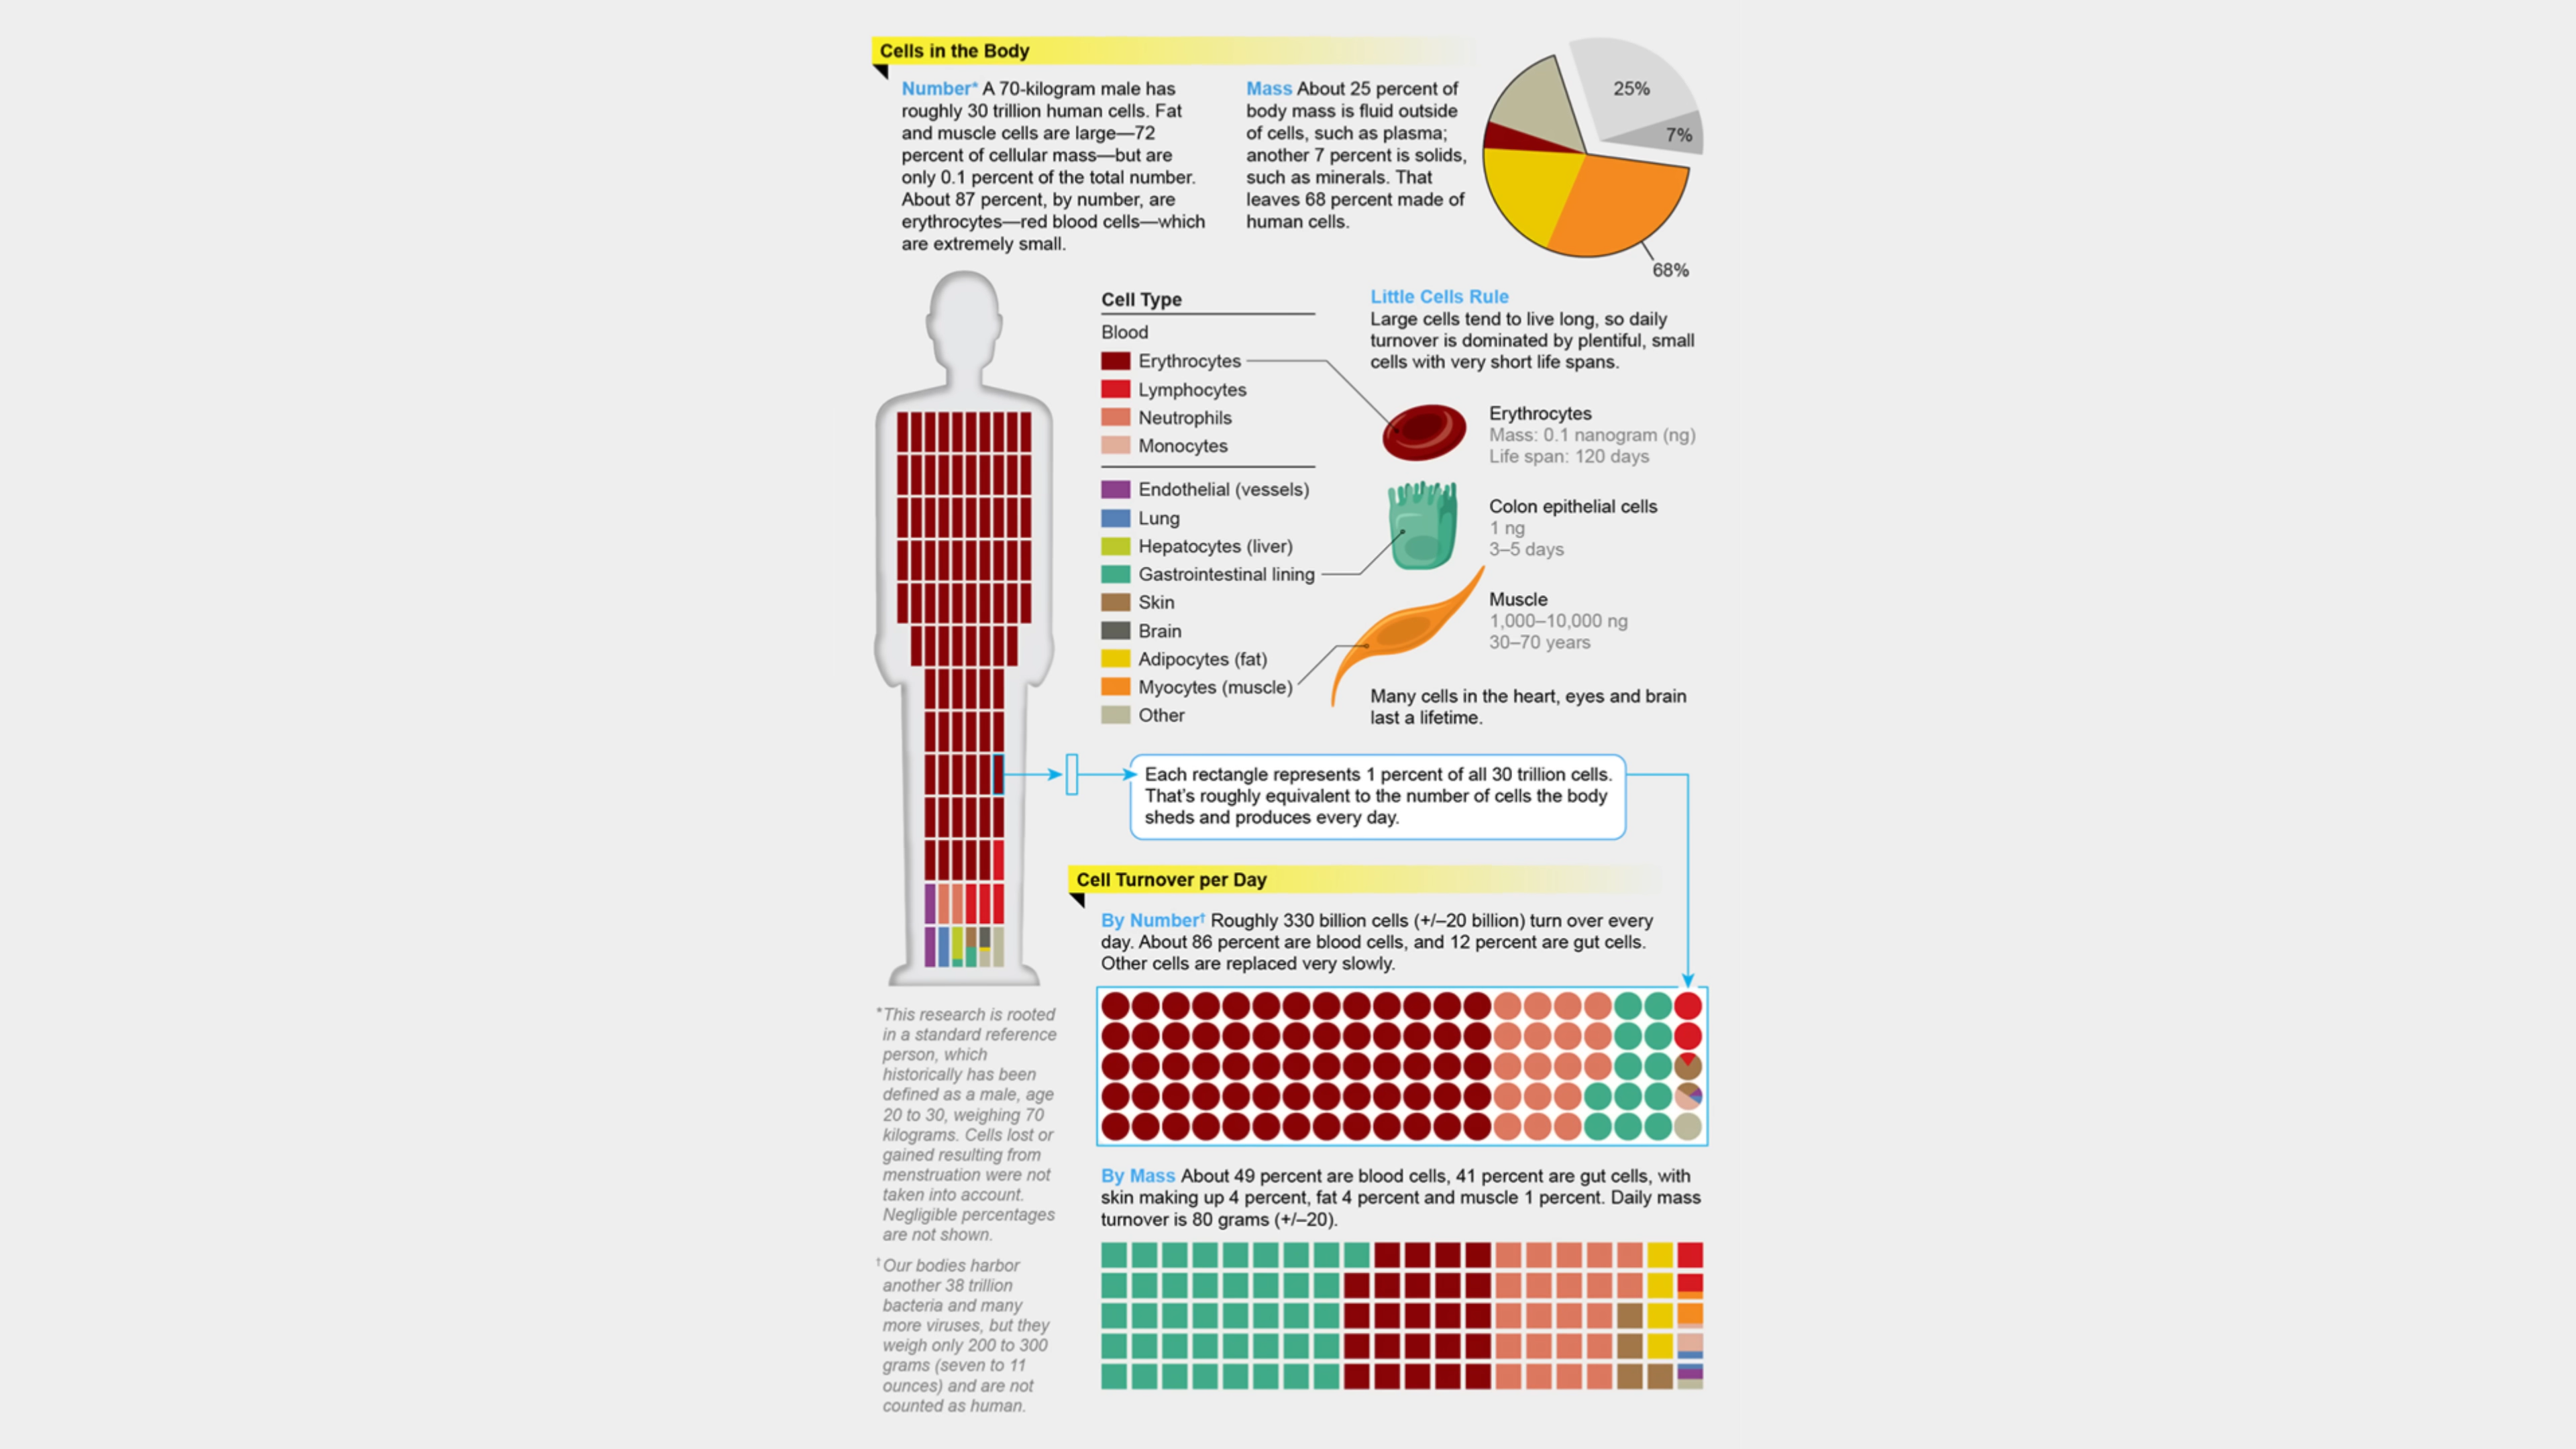 Cells in the Body
Number* A 70-kilogram male has
roughly 30 trillion human cells. Fat
and muscle cells are large—72
percent of cellular mass—but are
only 0.1 percent of the total number.
About 87 percent, by number, are
erythrocytes—red blood cells—which
are extremely small.
Mass About 25 percent of
body mass is fluid outside
of cells, such as plasma;
another 7 percent is solids,
such as minerals. That
leaves 68 percent made of
human cells.
25%
7%
68%
Cell Type
Blood
Erythrocytes
Lymphocytes
Neutrophils
Monocytes
Endothelial (vessels)
Lung
Hepatocytes (liver)
Gastrointestinal lining
Skin
Brain
Adipocytes (fat)
Myocytes (muscle)
Other
Little Cells Rule
Large cells tend to live long, so daily
turnover is dominated by plentiful, small
cells with very short life spans.
Erythrocytes
Mass: 0.1 nanogram (ng)
Life span: 120 days
Colon epithelial cells
1 ng
3–5 days
Muscle
1,000–10,000 ng
30–70 years
Many cells in the heart, eyes and brain
last a lifetime.
Each rectangle represents 1 percent of all 30 trillion cells.
That's roughly equivalent to the number of cells the body
sheds and produces every day.
Cell Turnover per Day
By Number† Roughly 330 billion cells (+/–20 billion) turn over every
day. About 86 percent are blood cells, and 12 percent are gut cells.
Other cells are replaced very slowly.
By Mass About 49 percent are blood cells, 41 percent are gut cells, with
skin making up 4 percent, fat 4 percent and muscle 1 percent. Daily mass
turnover is 80 grams (+/–20).
*This research is rooted
in a standard reference
person, which
historically has been
defined as a male, age
20 to 30, weighing 70
kilograms. Cells lost or
gained resulting from
menstruation were not
taken into account.
Negligible percentages
are not shown.
†Our bodies harbor
another 38 trillion
bacteria and many
more viruses, but they
weigh only 200 to 300
grams (seven to 11
ounces) and are not
counted as human.